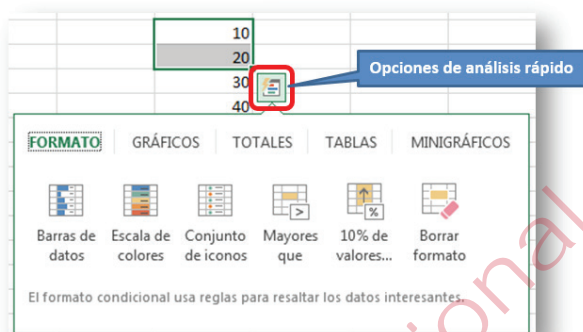 10
20
Opciones de análisis rápido
30
40
FORMATO GRÁFICOS TOTALES TABLAS MINIGRÁFICOS
Barras de datos
Escala de colores
Conjunto de iconos
Mayores que
10% de valores...
Borrar formato
El formato condicional usa reglas para resaltar los datos interesantes.